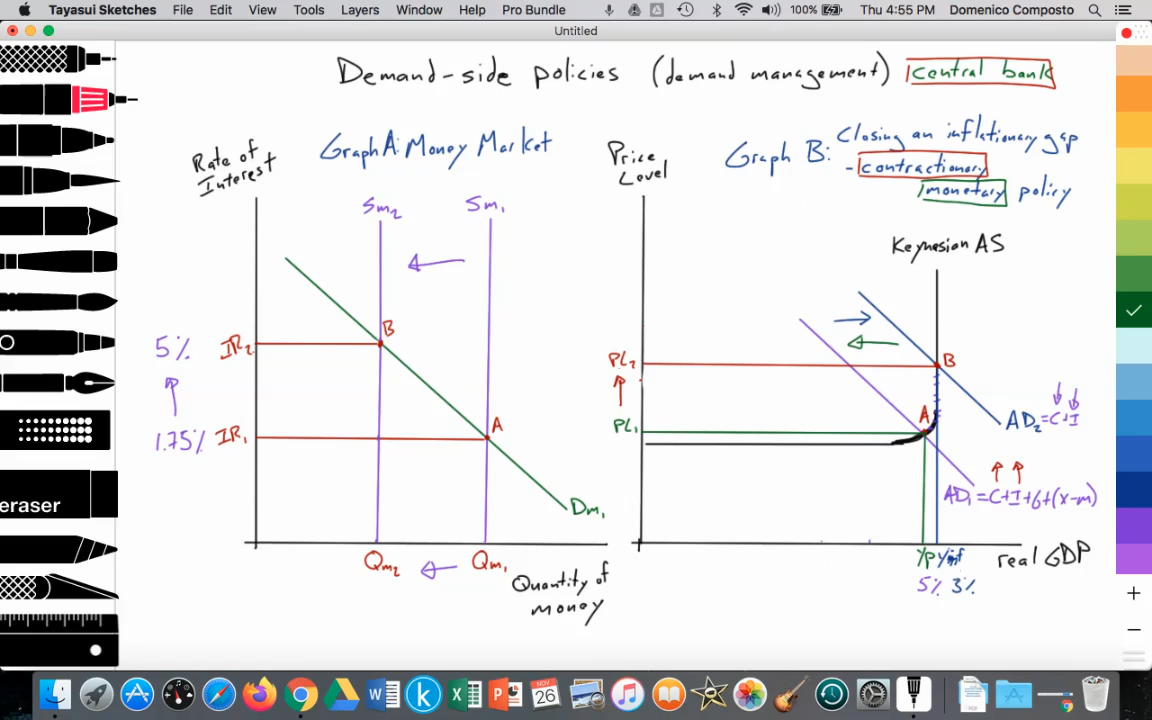 Tayasui Sketches File Edit View Tools Layers Window Help Pro Bundle 100% Thu 4:55 PM Domenico Composto
Untitled
Demand-side policies (demand management) central bank
Graph A: Money Market
Graph B: Closing an inflationary gap
- contractionary
monetary policy
Rate of
Interest
Price
Level
Sm2 Sm1
Keynesian AS
B
5% IR2
A
1.75% IR1
Dm1
Qm2 Qm1
Quantity of
money
PL2 B
A
PL1
AD2 = C+I
AD1 = C+I+G+(x-m)
Yp Yinf real GDP
5% 3%
eraser
NOV
26